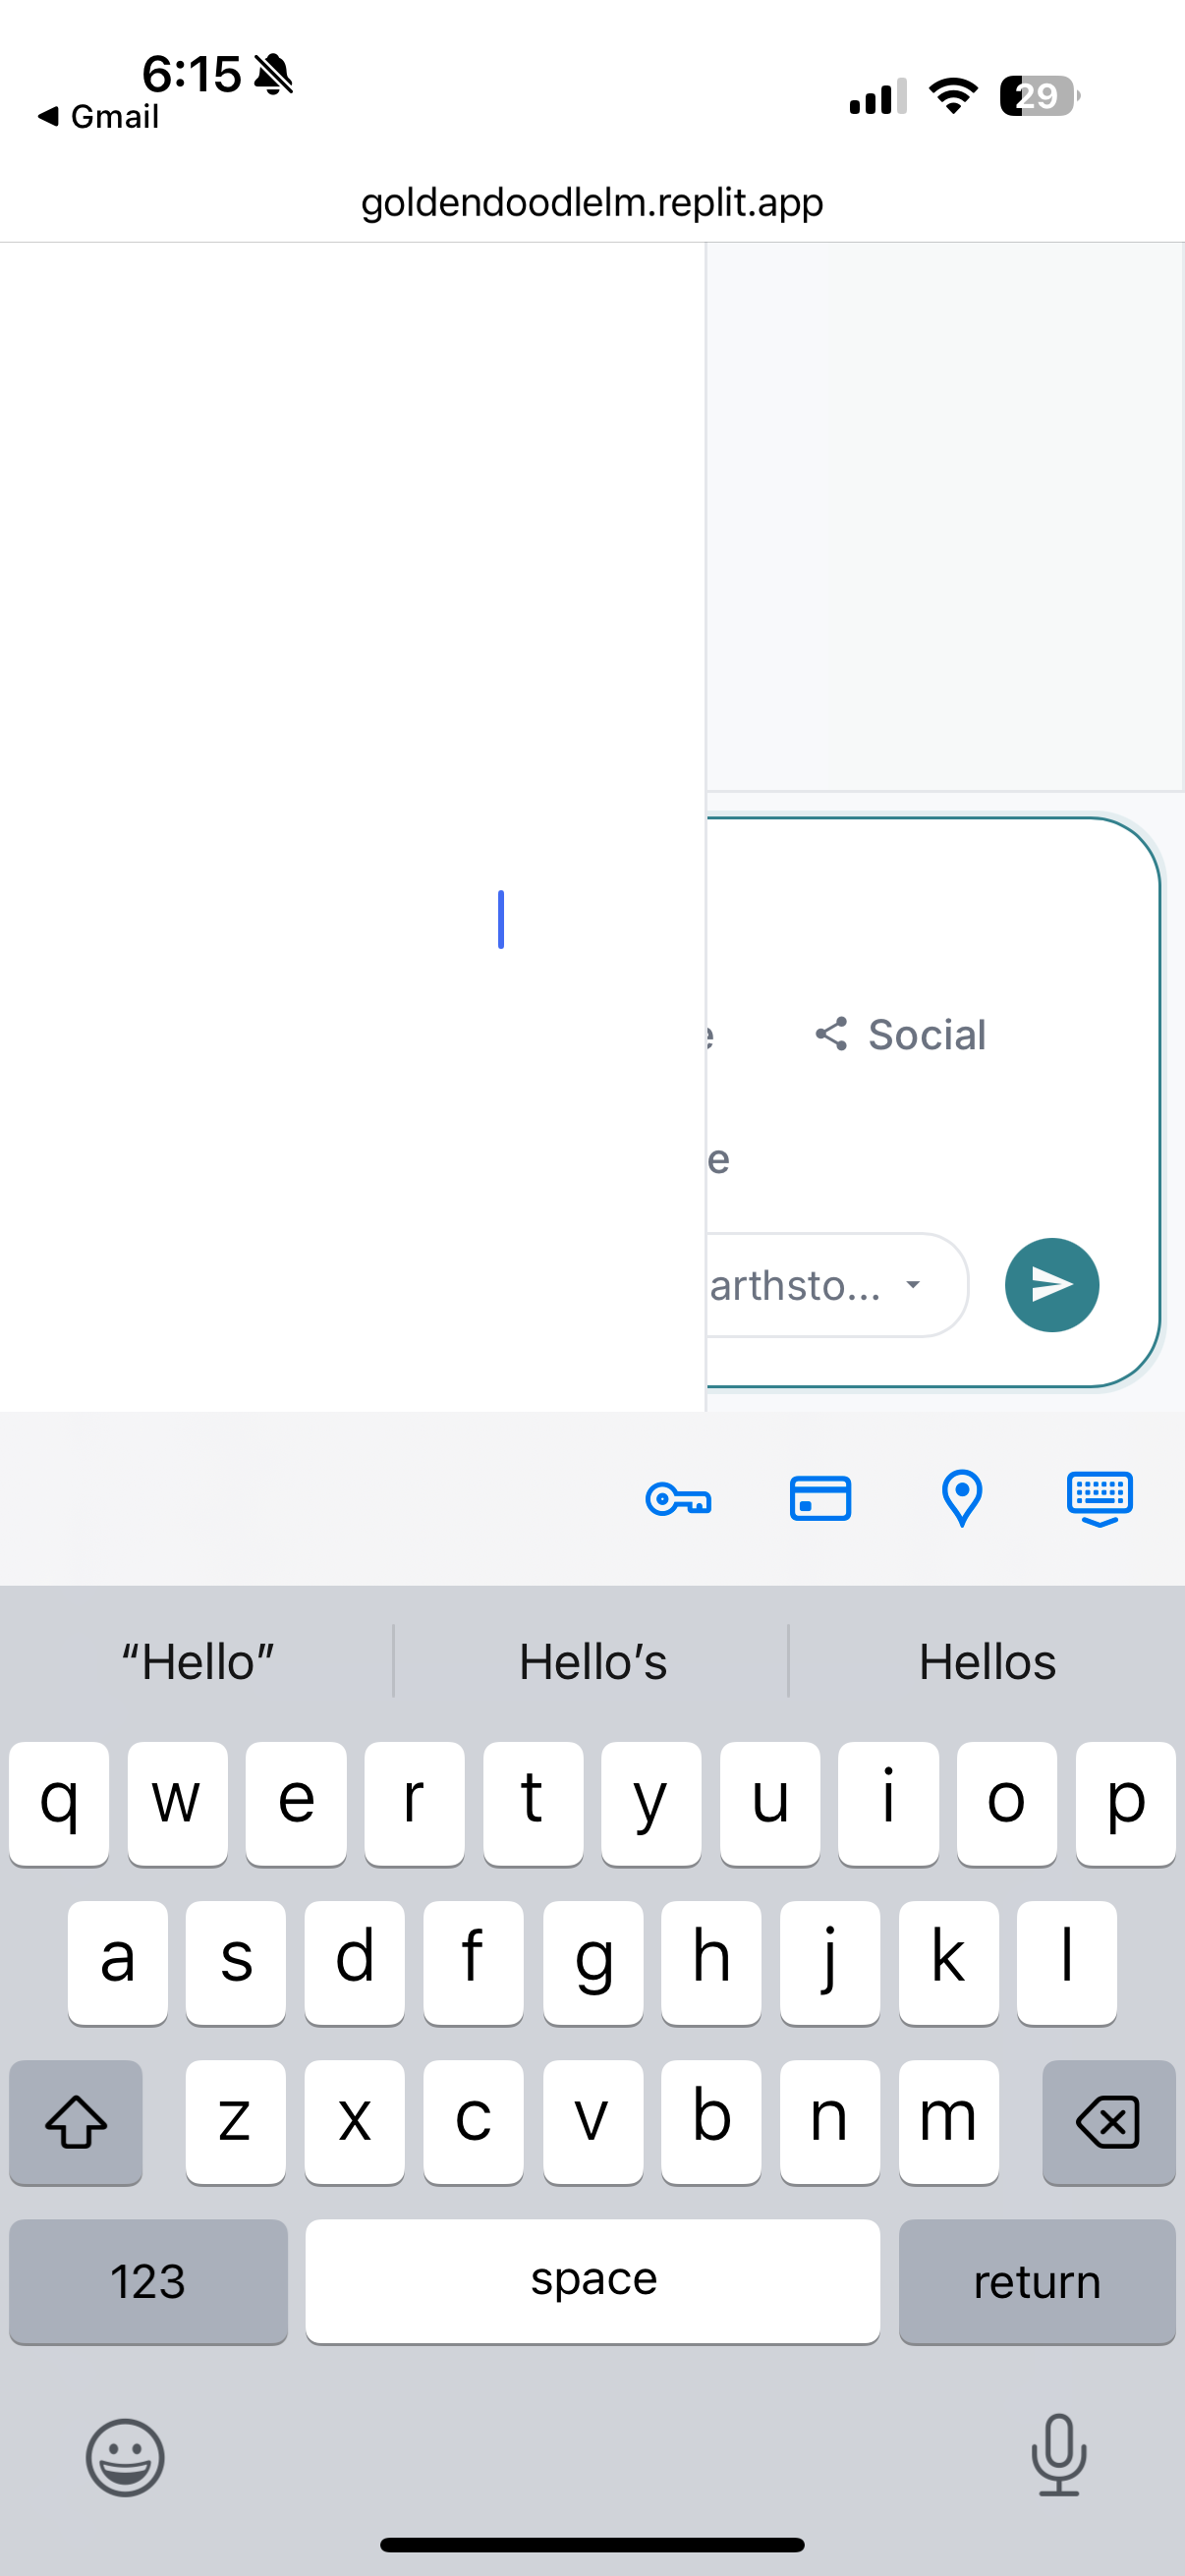 6:15
Gmail
29
goldendoodlelm.replit.app
e
Social
e
arthsto...
“Hello”
Hello’s
Hellos
q w e r t y u i o p
a s d f g h j k l
z x c v b n m
123
space
return